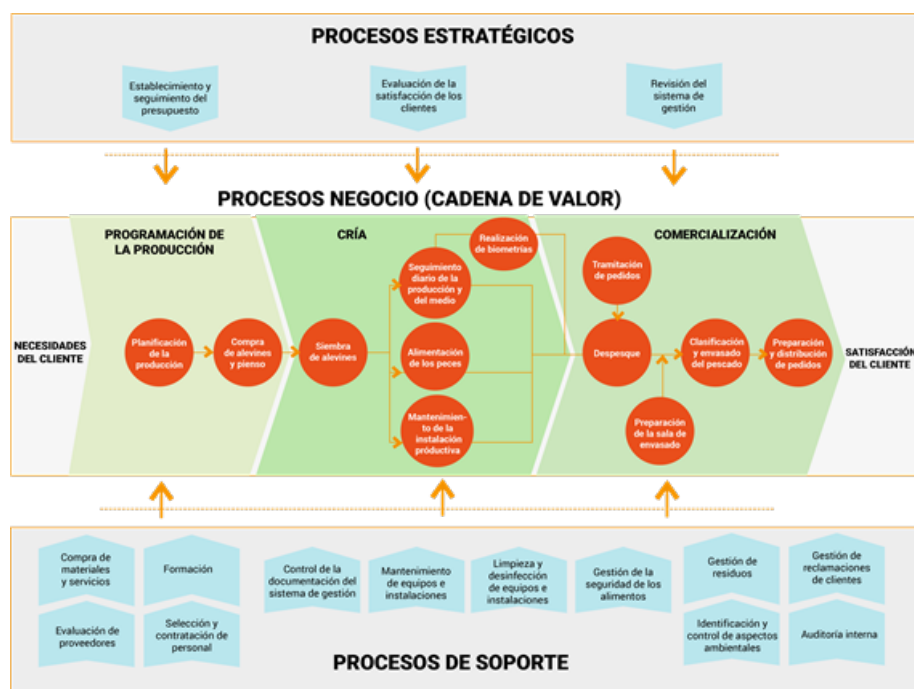 PROCESOS ESTRATÉGICOS
Establecimiento y
seguimiento del
presupuesto
Evaluación de la
satisfacción de los
clientes
Revisión del
sistema de
gestión
PROCESOS NEGOCIO (CADENA DE VALOR)
PROGRAMACIÓN DE
LA PRODUCCIÓN
CRÍA
COMERCIALIZACIÓN
NECESIDADES
DEL CLIENTE
Planificación
de la
producción
Compra
de alevines
y pienso
Siembra
de alevines
Seguimiento
diario de la
producción y
del medio
Realización
de biometrías
Alimentación
de los peces
Mantenimien-
to de la
instalación
próductiva
Tramitación
de pedidos
Despesque
Preparación
de la sala de
envasado
Clasificación
y envasado
del pescado
Preparación
y distribución
de pedidos
SATISFACCIÓN
DEL CLIENTE
Compra de
materiales
y servicios
Formación
Evaluación de
proveedores
Selección y
contratación de
personal
Control de la
documentación del
sistema de gestión
Mantenimiento
de equipos e
instalaciones
Limpieza y
desinfección
de equipos e
instalaciones
Gestión de la
seguridad de los
alimentos
Gestión de
residuos
Gestión de
reclamaciones
de clientes
Identificación y
control de aspectos
ambientales
Auditoría interna
PROCESOS DE SOPORTE